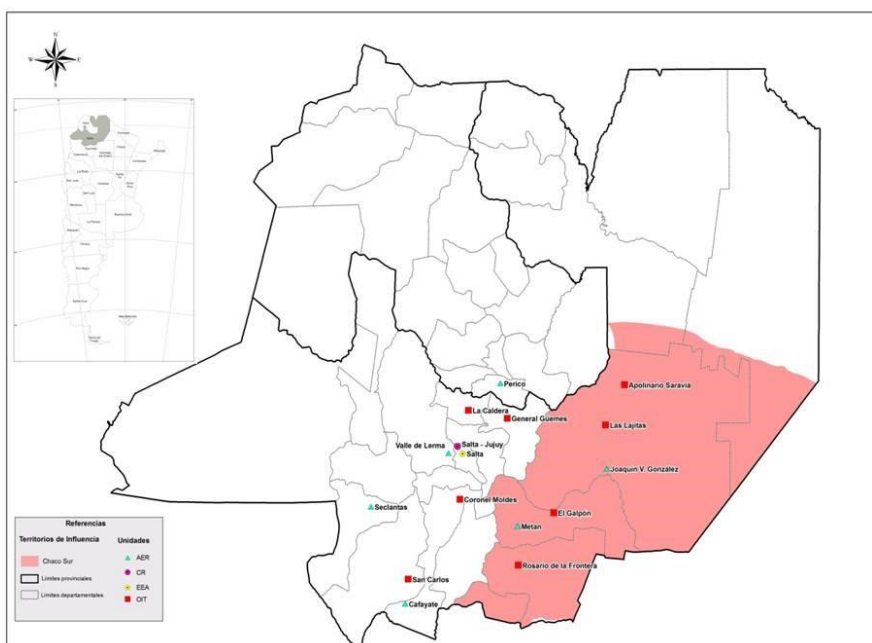 N
W
E
S
Perico
Apolinario Saravia
La Caldera
General Güemes
Las Lajitas
Valle de Lerma
Salta - Jujuy
Salta
Joaquín V. González
Coronel Moldes
Seclantas
El Galpón
Metan
Rosario de la Frontera
San Carlos
Cafayate
Referencias
Territorios de Influencia
Unidades
Chaco Sur
AER
Límites provinciales
CR
EEA
Límites departamentales
OIT